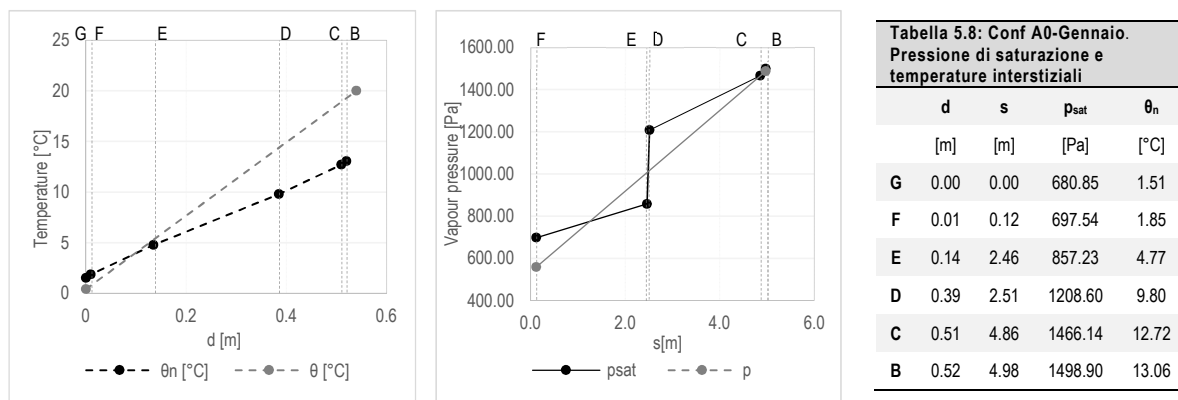 G F E D C B
25
20
15
10
5
0
Temperature [°C]
0 0.2 0.4 0.6
d [m]
θn [°C] θ [°C]
F E D C B
1600.00
1400.00
1200.00
1000.00
800.00
600.00
400.00
Vapour pressure [Pa]
0.0 2.0 4.0 6.0
s[m]
psat p
Tabella 5.8: Conf A0-Gennaio.
Pressione di saturazione e
temperature interstiziali
d s psat θn
[m] [m] [Pa] [°C]
G 0.00 0.00 680.85 1.51
F 0.01 0.12 697.54 1.85
E 0.14 2.46 857.23 4.77
D 0.39 2.51 1208.60 9.80
C 0.51 4.86 1466.14 12.72
B 0.52 4.98 1498.90 13.06